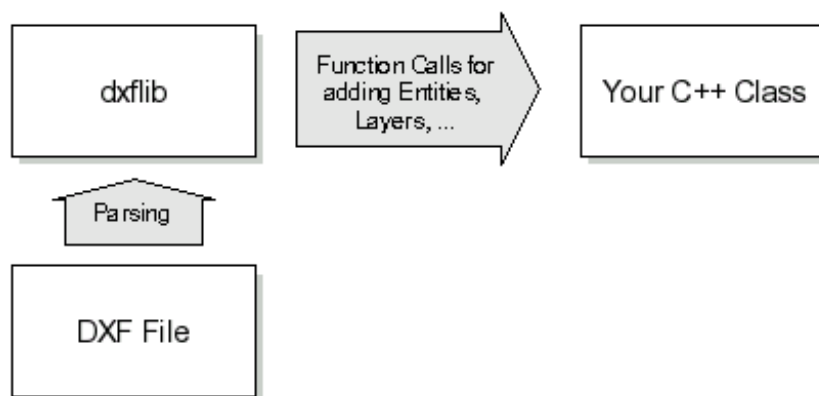 dxflib
Function Calls for
adding Entities,
Layers, ...
Your C++ Class
Parsing
DXF File